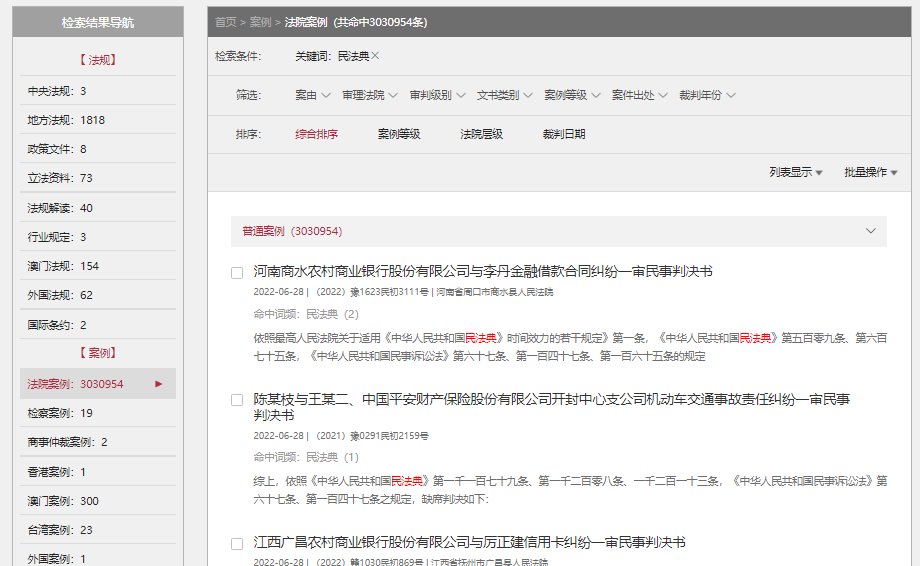 检索结果导航
【 法规】
中央法规：3
地方法规：1818
政策文件：8
立法资料：73
法规解读：40
行业规定：3
澳门法规：154
外国法规：62
国际条约：2
【 案例】
法院案例：3030954
检察案例：19
商事仲裁案例：2
香港案例：1
澳门案例：300
台湾案例：23
外国案例：1
首页 > 案例 > 法院案例（共命中3030954条）
检索条件： 关键词：民法典×
筛选： 案由 审理法院 审判级别 文书类别 案例等级 案件出处 裁判年份
排序： 综合排序 案例等级 法院层级 裁判日期
列表显示 批量操作
普通案例（3030954）
河南商水农村商业银行股份有限公司与李丹金融借款合同纠纷一审民事判决书
2022-06-28 | （2022）豫1623民初3111号 | 河南省周口市商水县人民法院
命中词频：民法典（2）
依照最高人民法院关于适用《中华人民共和国民法典》时间效力的若干规定》第一条，《中华人民共和国民法典》第五百零九条、第六百
七十五条，《中华人民共和国民事诉讼法》第六十七条、第一百四十七条、第一百六十五条的规定
陈某枝与王某二、中国平安财产保险股份有限公司开封中心支公司机动车交通事故责任纠纷一审民事
判决书
2022-06-28 | （2021）豫0291民初2159号
命中词频：民法典（1）
综上，依照《中华人民共和国民法典》第一千一百七十九条、第一千二百零八条、一千二百一十三条，《中华人民共和国民事诉讼法》第
六十七条、第一百四十七条之规定，缺席判决如下：
江西广昌农村商业银行股份有限公司与厉正建信用卡纠纷一审民事判决书
2022-06-28 | （2022）赣1030民初869号 | 江西省抚州市广昌县人民法院